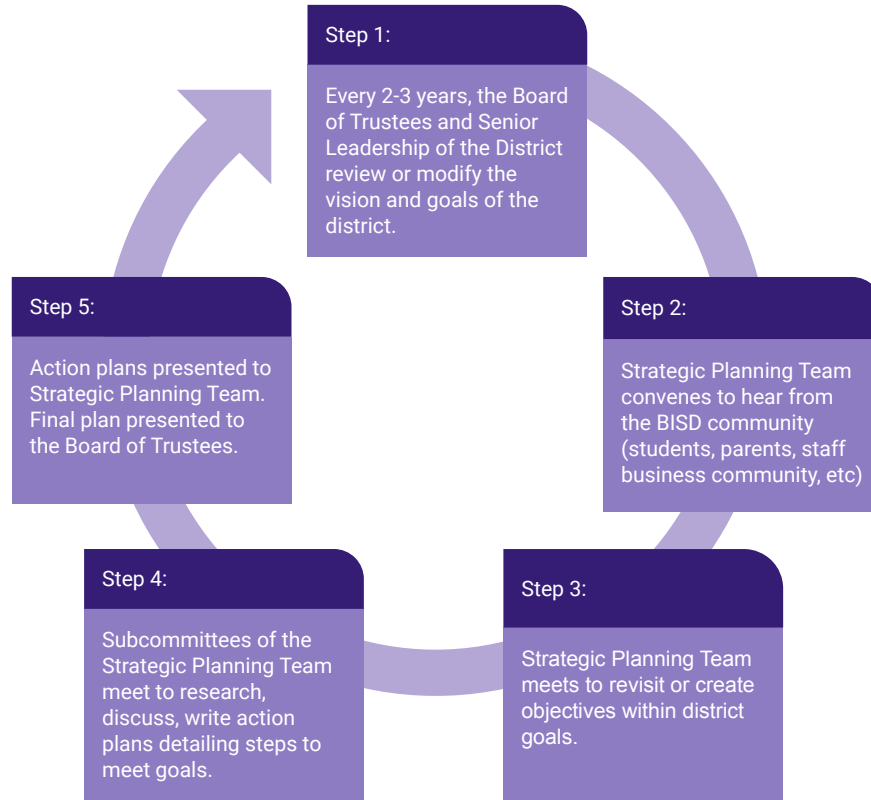 Step 1:
Every 2-3 years, the Board
of Trustees and Senior
Leadership of the District
review or modify the
vision and goals of the
district.
Step 2:
Strategic Planning Team
convenes to hear from
the BISD community
(students, parents, staff
business community, etc)
Step 3:
Strategic Planning Team
meets to revisit or create
objectives within district
goals.
Step 4:
Subcommittees of the
Strategic Planning Team
meet to research,
discuss, write action
plans detailing steps to
meet goals.
Step 5:
Action plans presented to
Strategic Planning Team.
Final plan presented to
the Board of Trustees.